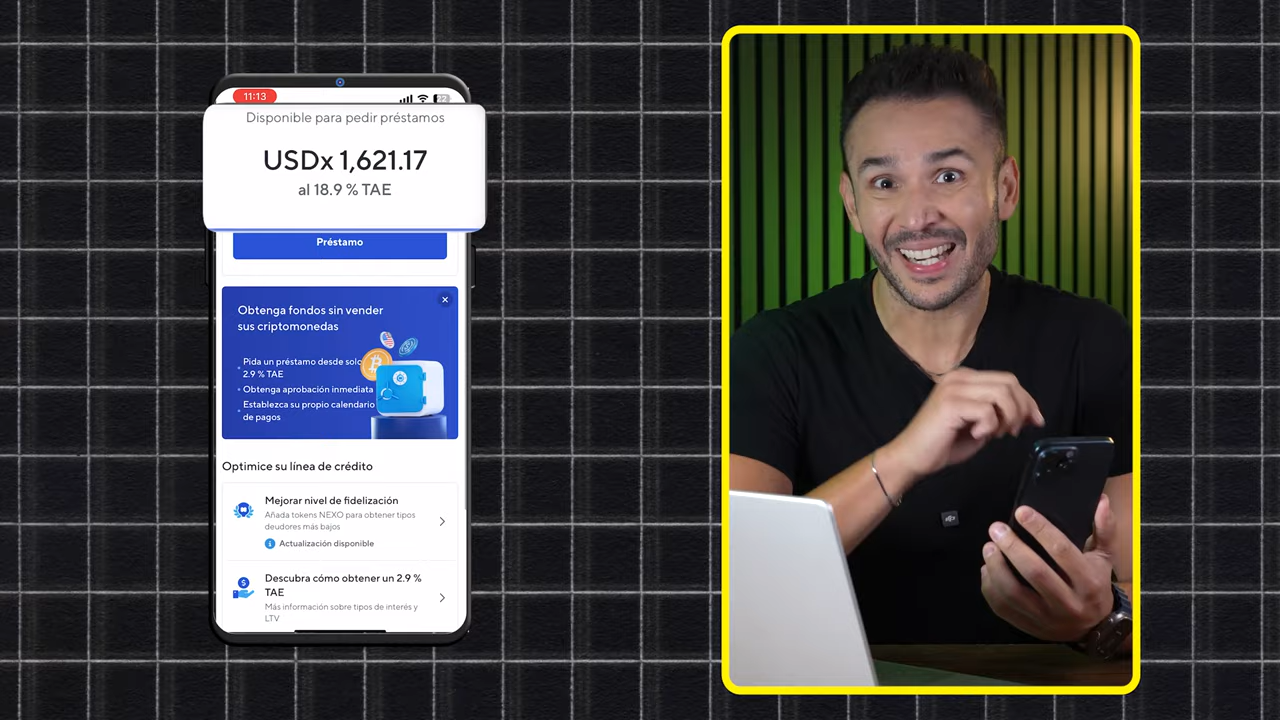 11:13
22
Disponible para pedir préstamos
USDx 1,621.17
al 18.9 % TAE
Préstamo
Obtenga fondos sin vender
sus criptomonedas
Pida un préstamo desde solo
2.9 % TAE
Obtenga aprobación inmediata
Establezca su propio calendario
de pagos
Optimice su línea de crédito
Mejorar nivel de fidelización
Añada tokens NEXO para obtener tipos
deudores más bajos
Actualización disponible
Descubra cómo obtener un 2.9 %
TAE
Más información sobre tipos de interés y
LTV